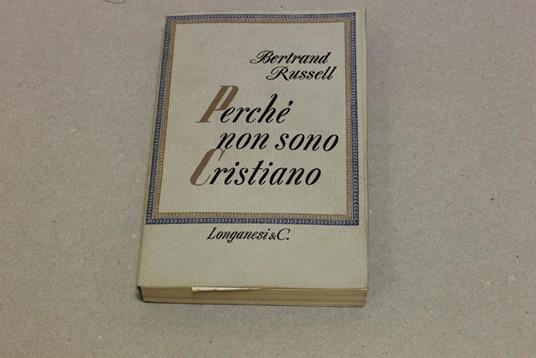 Bertrand
Russell
Perché
non sono
Cristiano
Longanesi & C.